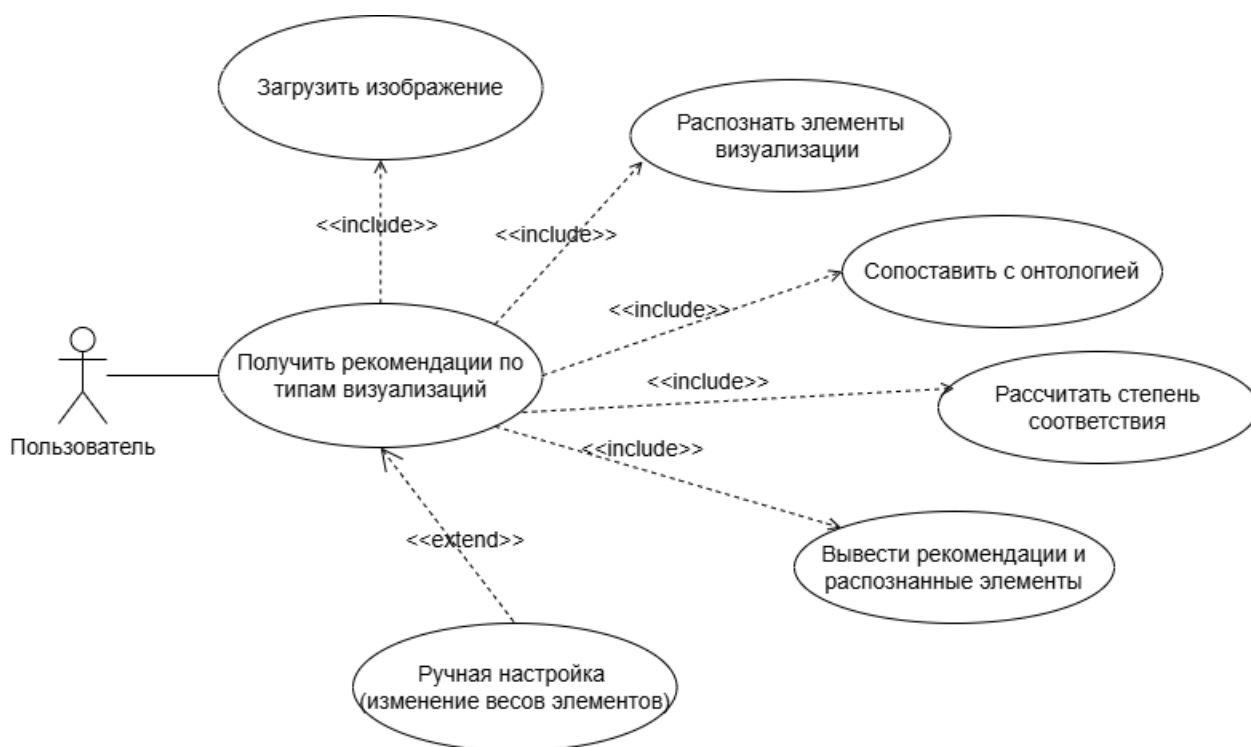 Загрузить изображение
Распознать элементы
визуализации
<<include>>
<<include>>
Сопоставить с онтологией
<<include>>
Получить рекомендации по
типам визуализаций
<<include>>
Рассчитать степень
соответствия
Пользователь
<<include>>
<<extend>>
Вывести рекомендации и
распознанные элементы
Ручная настройка
(изменение весов элементов)